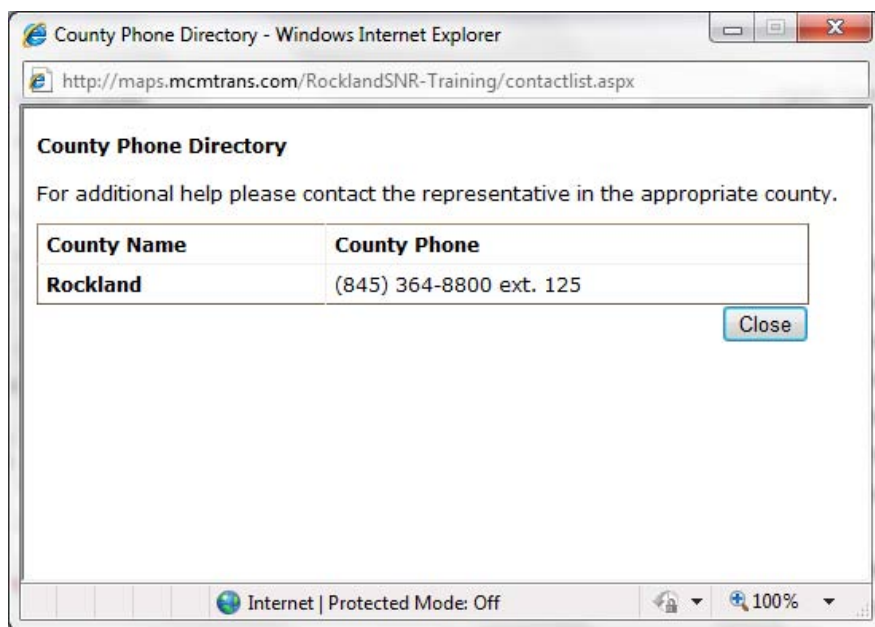 County Phone Directory - Windows Internet Explorer
http://maps.mcmtrans.com/RocklandSNR-Training/contactlist.aspx
County Phone Directory
For additional help please contact the representative in the appropriate county.
County Name County Phone
Rockland (845) 364-8800 ext. 125
Close
Internet | Protected Mode: Off 100%